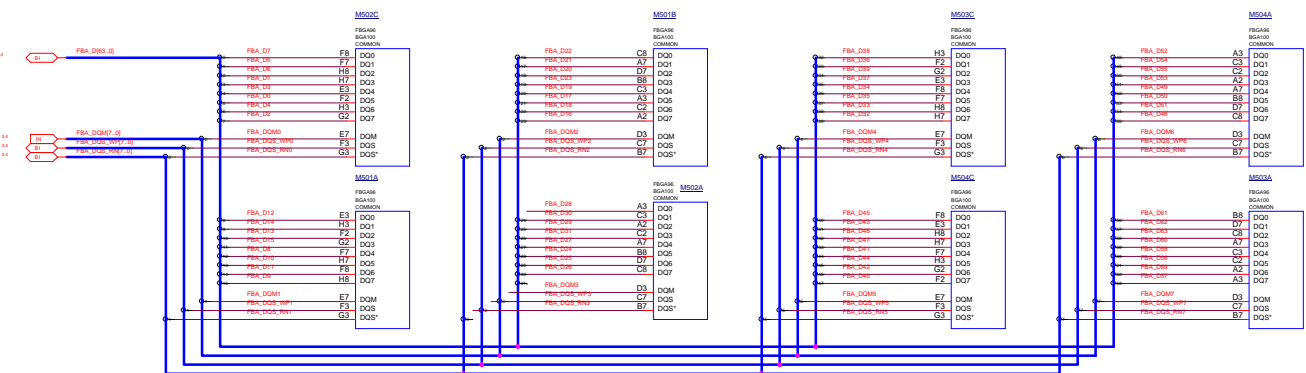 M502C
FBGA96
BGA100
COMMON
FBA_D[63..0]
BI
FBA_D7 F8 DQ0
FBA_D5 F7 DQ1
FBA_D6 H8 DQ2
FBA_D1 H7 DQ3
FBA_D3 E3 DQ4
FBA_D0 F2 DQ5
FBA_D4 H3 DQ6
FBA_D2 G2 DQ7
IN
FBA_DQM[7..0]
BI
FBA_DQS_WP[7..0]
BI
FBA_DQS_RN[7..0]
FBA_DQM0 E7 DQM
FBA_DQS_WP0 F3 DQS
FBA_DQS_RN0 G3 DQS*
M501B
FBGA96
BGA100
COMMON
FBA_D22 C8 DQ0
FBA_D21 A7 DQ1
FBA_D20 D7 DQ2
FBA_D23 B8 DQ3
FBA_D19 C3 DQ4
FBA_D17 A3 DQ5
FBA_D18 C2 DQ6
FBA_D16 A2 DQ7
FBA_DQM2 D3 DQM
FBA_DQS_WP2 C7 DQS
FBA_DQS_RN2 B7 DQS*
M503C
FBGA96
BGA100
COMMON
FBA_D38 H3 DQ0
FBA_D36 F2 DQ1
FBA_D39 G2 DQ2
FBA_D37 E3 DQ3
FBA_D34 F8 DQ4
FBA_D35 F7 DQ5
FBA_D33 H8 DQ6
FBA_D32 H7 DQ7
FBA_DQM4 E7 DQM
FBA_DQS_WP4 F3 DQS
FBA_DQS_RN4 G3 DQS*
M504A
FBGA96
BGA100
COMMON
FBA_D52 A3 DQ0
FBA_D54 C3 DQ1
FBA_D55 C2 DQ2
FBA_D53 A2 DQ3
FBA_D49 A7 DQ4
FBA_D50 B8 DQ5
FBA_D51 D7 DQ6
FBA_D48 C8 DQ7
FBA_DQM6 D3 DQM
FBA_DQS_WP6 C7 DQS
FBA_DQS_RN6 B7 DQS*
M501A
FBGA96
BGA100
COMMON
FBA_D12 E3 DQ0
FBA_D14 H3 DQ1
FBA_D13 F2 DQ2
FBA_D15 G2 DQ3
FBA_D8 F7 DQ4
FBA_D10 H7 DQ5
FBA_D11 F8 DQ6
FBA_D9 H8 DQ7
FBA_DQM1 E7 DQM
FBA_DQS_WP1 F3 DQS
FBA_DQS_RN1 G3 DQS*
M502A
FBGA96
BGA100
COMMON
FBA_D28 A3 DQ0
FBA_D30 C3 DQ1
FBA_D29 A2 DQ2
FBA_D31 C2 DQ3
FBA_D27 A7 DQ4
FBA_D24 B8 DQ5
FBA_D25 D7 DQ6
FBA_D26 C8 DQ7
FBA_DQM3 D3 DQM
FBA_DQS_WP3 C7 DQS
FBA_DQS_RN3 B7 DQS*
M504C
FBGA96
BGA100
COMMON
FBA_D45 F8 DQ0
FBA_D43 E3 DQ1
FBA_D46 H8 DQ2
FBA_D47 H7 DQ3
FBA_D41 F7 DQ4
FBA_D44 H3 DQ5
FBA_D42 G2 DQ6
FBA_D40 F2 DQ7
FBA_DQM5 E7 DQM
FBA_DQS_WP5 F3 DQS
FBA_DQS_RN5 G3 DQS*
M503A
FBGA96
BGA100
COMMON
FBA_D61 B8 DQ0
FBA_D62 D7 DQ1
FBA_D63 C8 DQ2
FBA_D60 A7 DQ3
FBA_D58 C3 DQ4
FBA_D56 C2 DQ5
FBA_D59 A2 DQ6
FBA_D57 A3 DQ7
FBA_DQM7 D3 DQM
FBA_DQS_WP7 C7 DQS
FBA_DQS_RN7 B7 DQS*